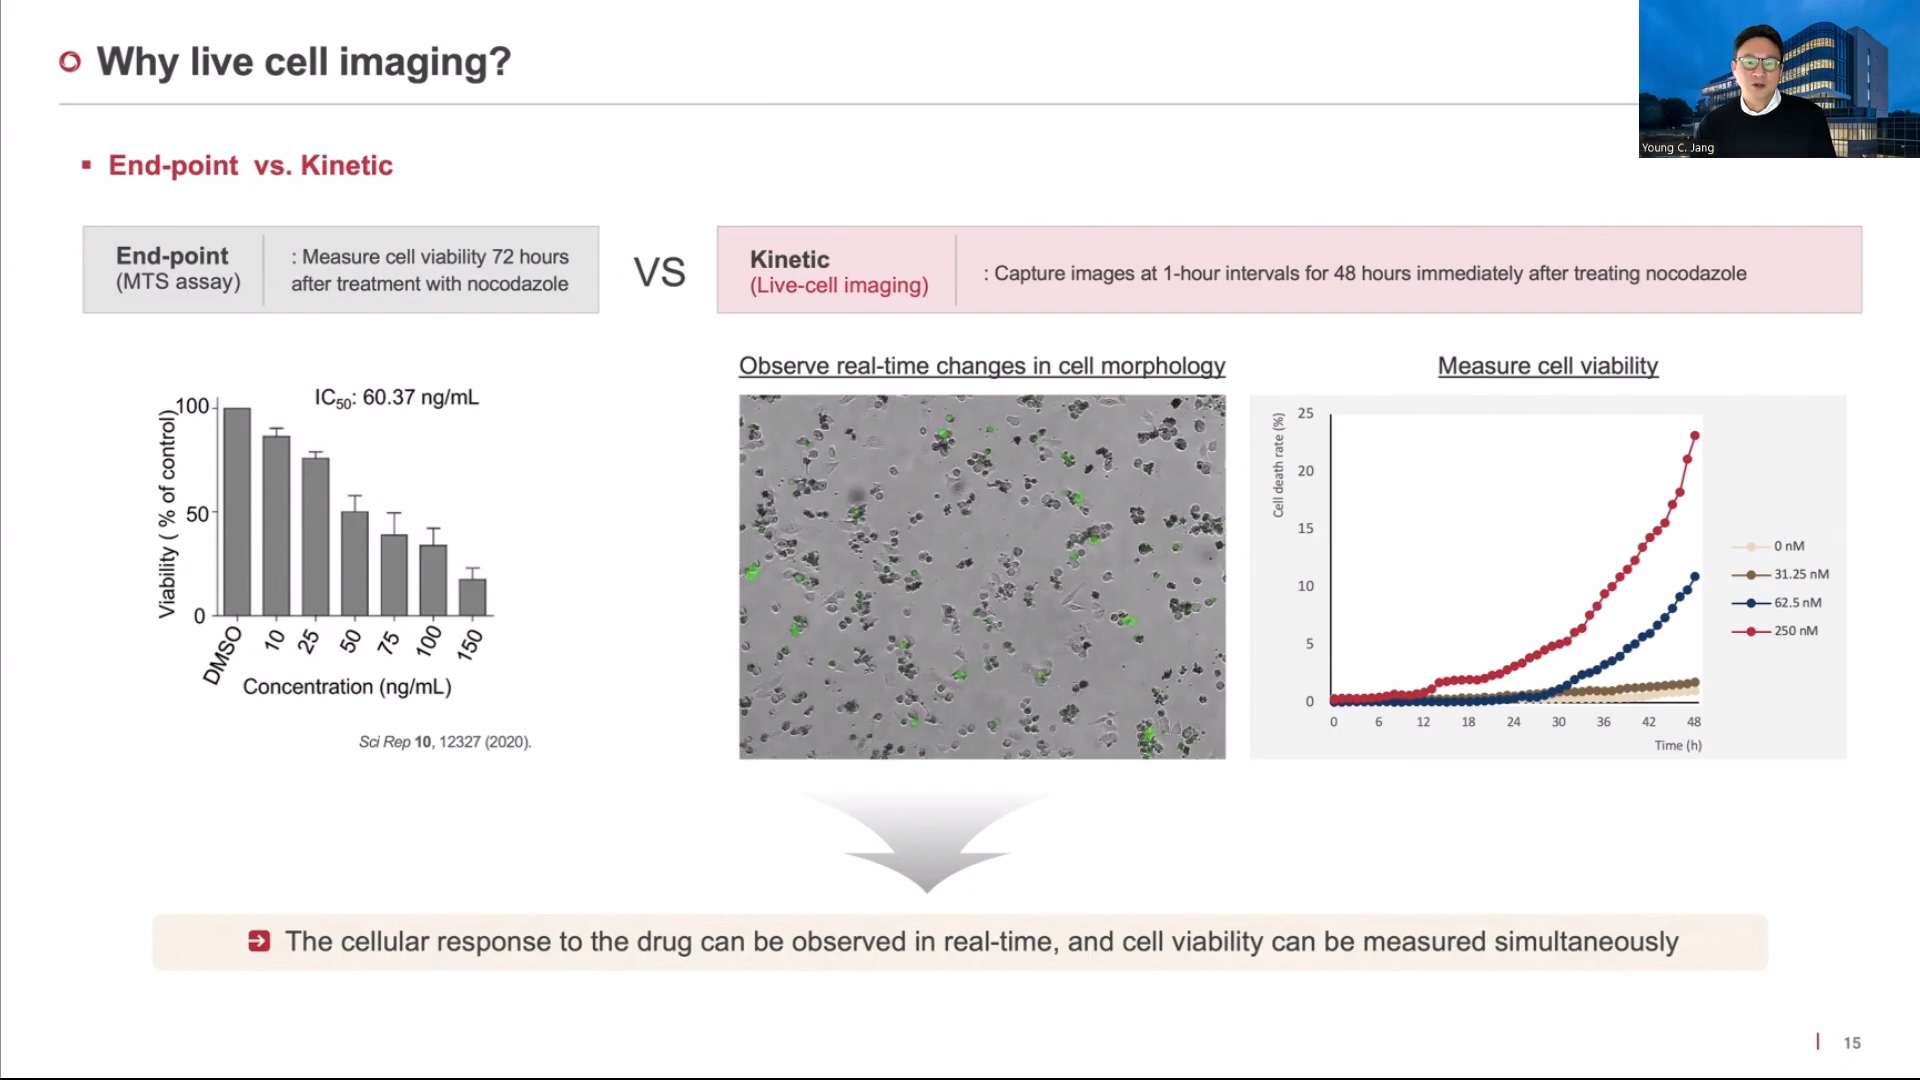 Why live cell imaging?
Young C. Jang
End-point vs. Kinetic
End-point
(MTS assay)
: Measure cell viability 72 hours
after treatment with nocodazole
VS
Kinetic
(Live-cell imaging)
: Capture images at 1-hour intervals for 48 hours immediately after treating nocodazole
IC50: 60.37 ng/mL
Viability ( % of control)
100
50
0
DMSO 10 25 50 75 100 150
Concentration (ng/mL)
Sci Rep 10, 12327 (2020).
Observe real-time changes in cell morphology
Measure cell viability
Cell death rate (%)
25
20
15
10
5
0
0 6 12 18 24 30 36 42 48
Time (h)
0 nM
31.25 nM
62.5 nM
250 nM
The cellular response to the drug can be observed in real-time, and cell viability can be measured simultaneously
15